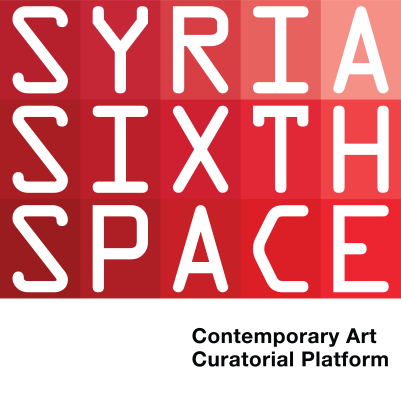 SYRIA
SIXTH
SPACE
Contemporary Art
Curatorial Platform